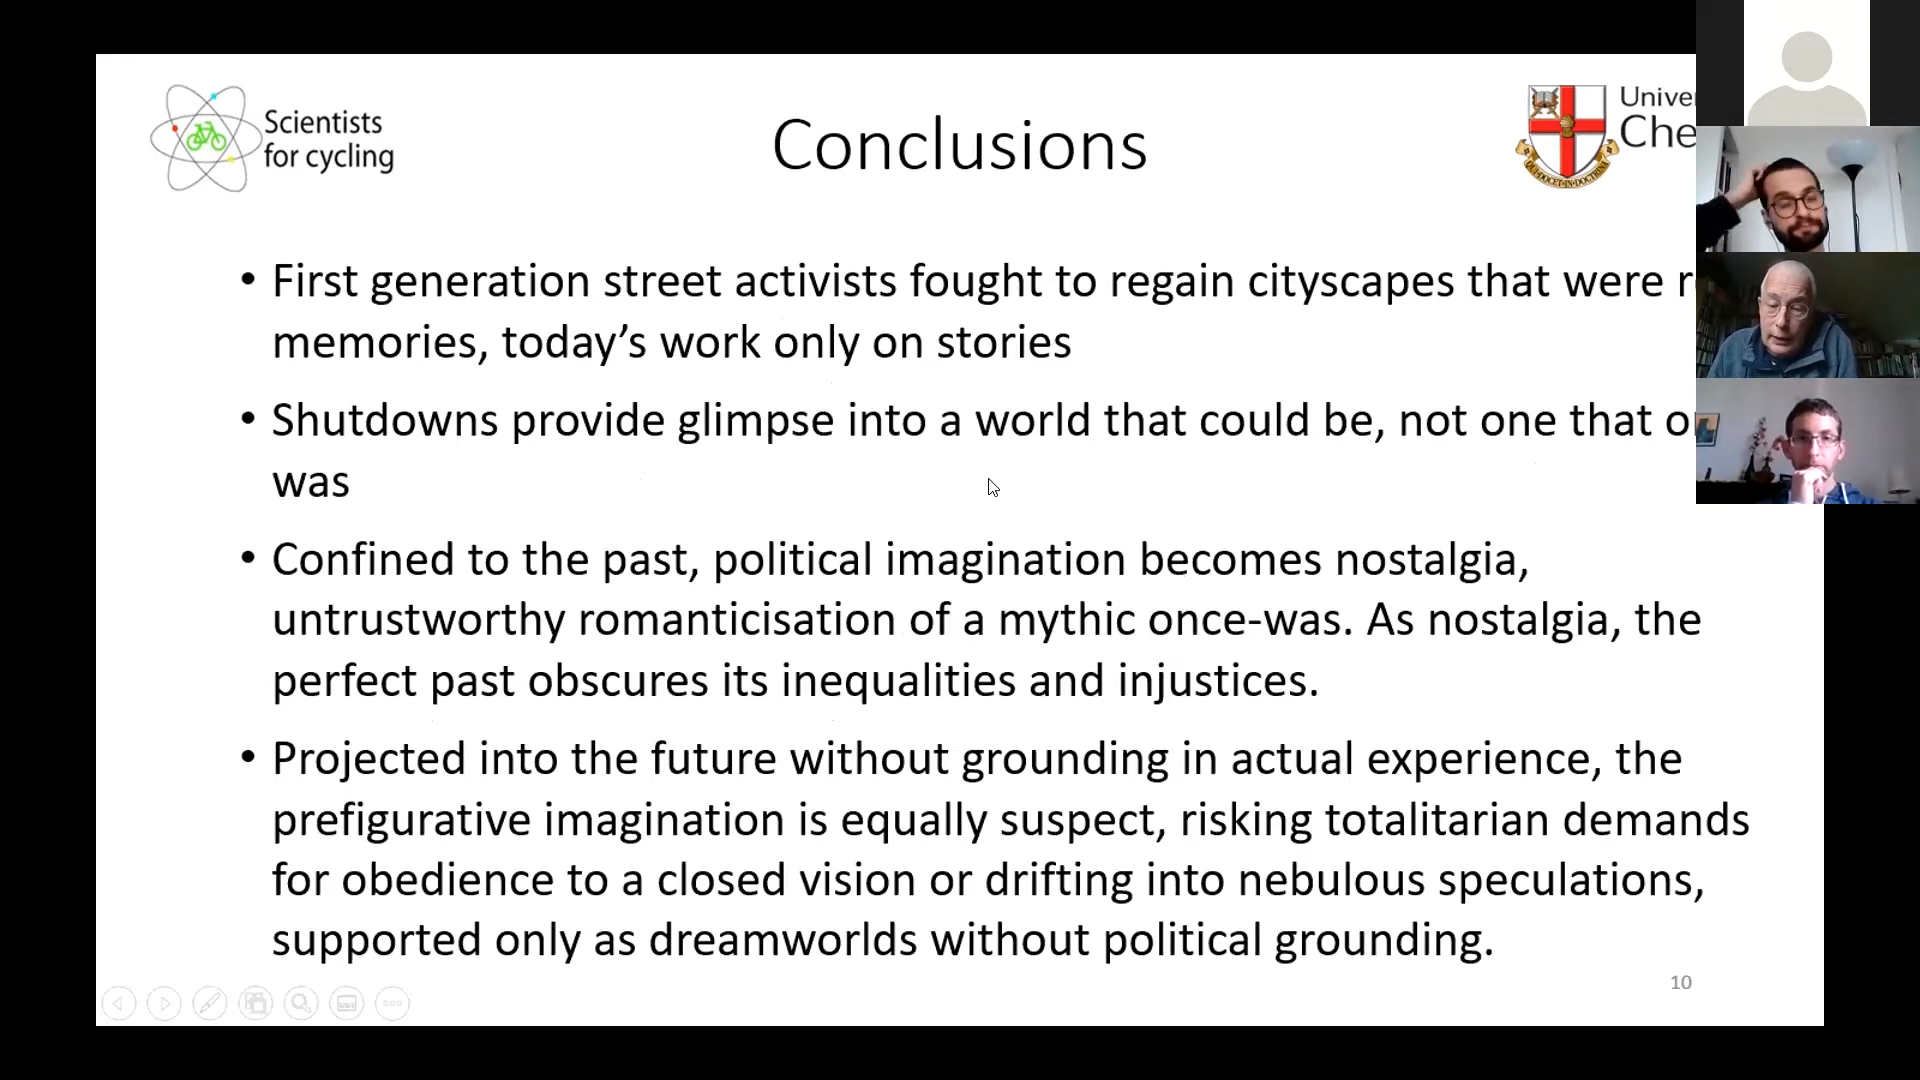 Scientists
for cycling
Conclusions
• First generation street activists fought to regain cityscapes that were
memories, today’s work only on stories
• Shutdowns provide glimpse into a world that could be, not one that
was
• Confined to the past, political imagination becomes nostalgia,
untrustworthy romanticisation of a mythic once-was. As nostalgia, the
perfect past obscures its inequalities and injustices.
• Projected into the future without grounding in actual experience, the
prefigurative imagination is equally suspect, risking totalitarian demands
for obedience to a closed vision or drifting into nebulous speculations,
supported only as dreamworlds without political grounding.
10